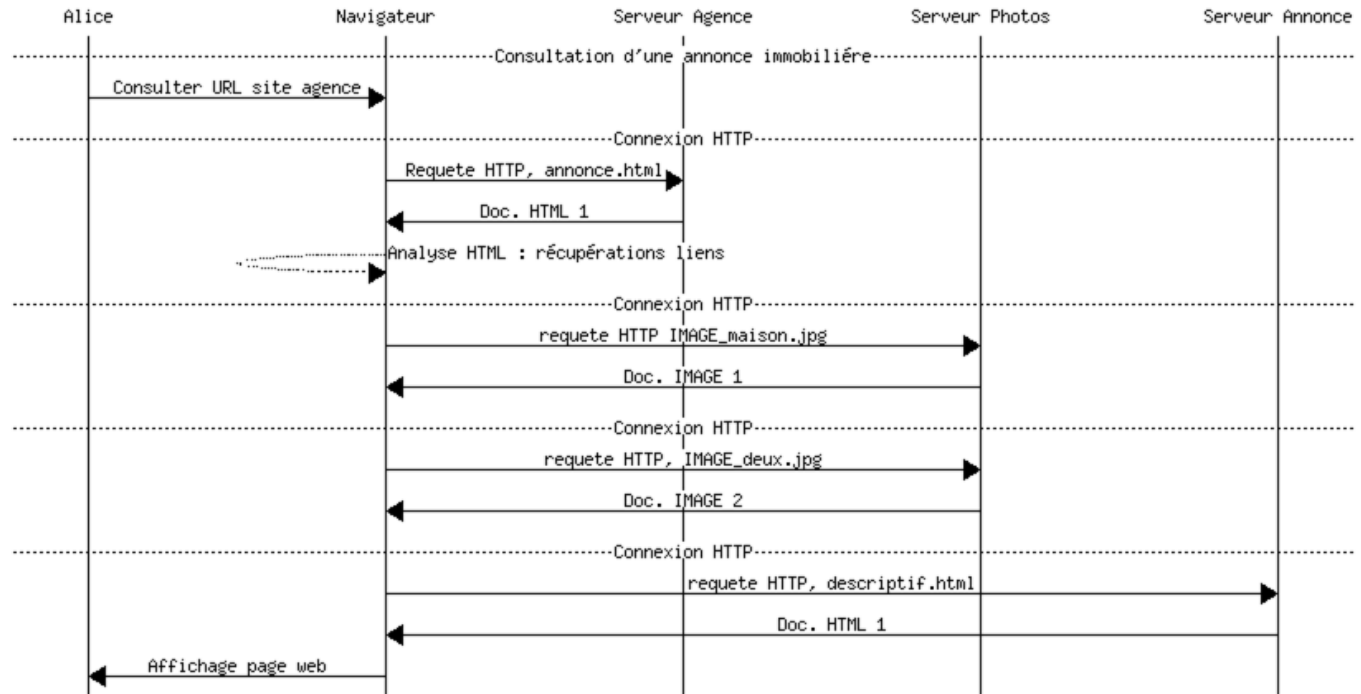 Alice Navigateur Serveur Agence Serveur Photos Serveur Annonce
Consultation d'une annonce immobiliére
Consulter URL site agence
Connexion HTTP
Requete HTTP, annonce.html
Doc. HTML 1
Analyse HTML : récupérations liens
Connexion HTTP
requete HTTP IMAGE_maison.jpg
Doc. IMAGE 1
Connexion HTTP
requete HTTP, IMAGE_deux.jpg
Doc. IMAGE 2
Connexion HTTP
requete HTTP, descriptif.html
Doc. HTML 1
Affichage page web